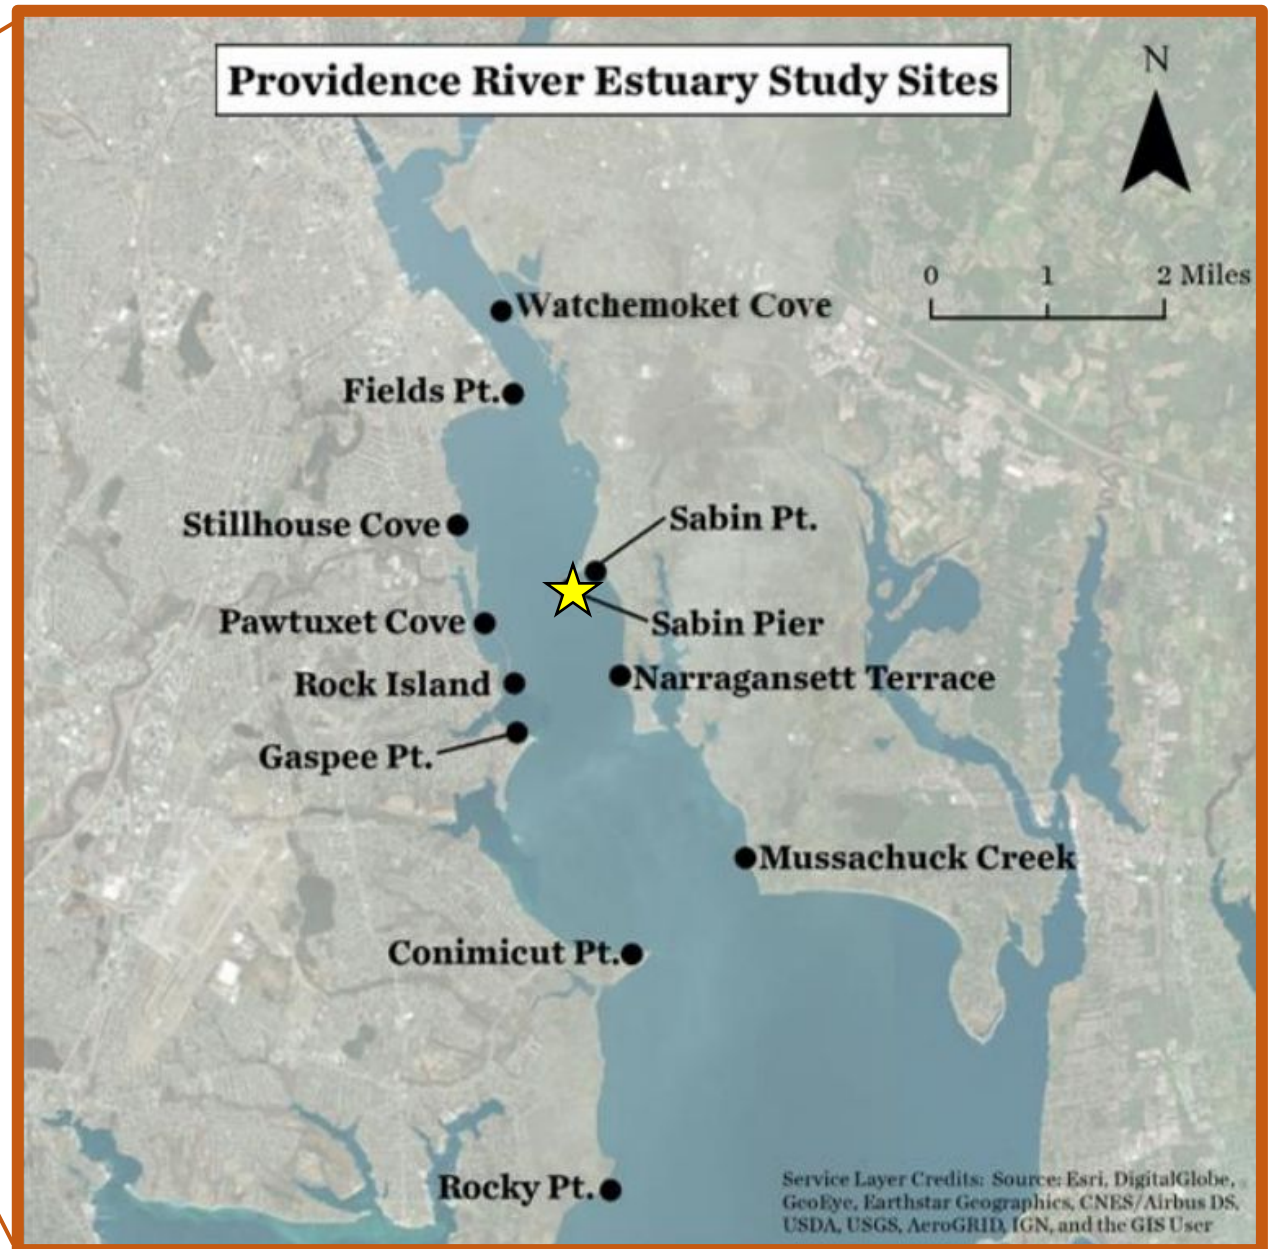 Providence River Estuary Study Sites
N
0 1 2 Miles
Watchemoket Cove
Fields Pt.
Stillhouse Cove
Sabin Pt.
Pawtuxet Cove
Sabin Pier
Rock Island
Narragansett Terrace
Gaspee Pt.
Mussachuck Creek
Conimicut Pt.
Rocky Pt.
Service Layer Credits: Source: Esri, DigitalGlobe,
GeoEye, Earthstar Geographics, CNES/Airbus DS,
USDA, USGS, AeroGRID, IGN, and the GIS User